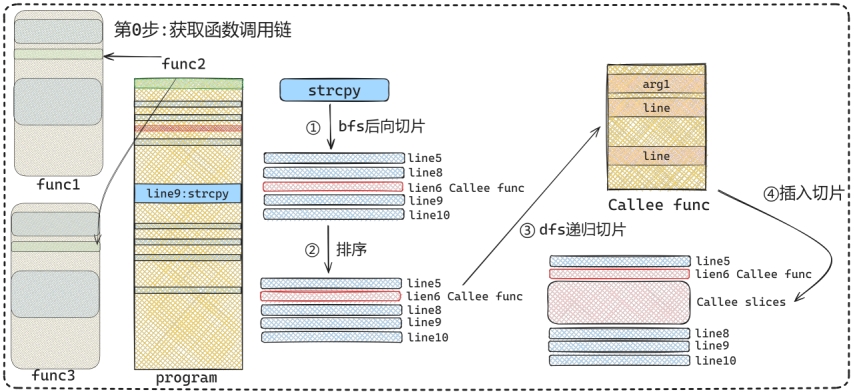 第0步:获取函数调用链
func2
func1
func3
line9:strcpy
program
strcpy
① bfs后向切片
line5
line8
lien6 Callee func
line9
line10
② 排序
line5
lien6 Callee func
line8
line9
line10
③ dfs递归切片
arg1
line
line
Callee func
④插入切片
line5
lien6 Callee func
Callee slices
line8
line9
line10